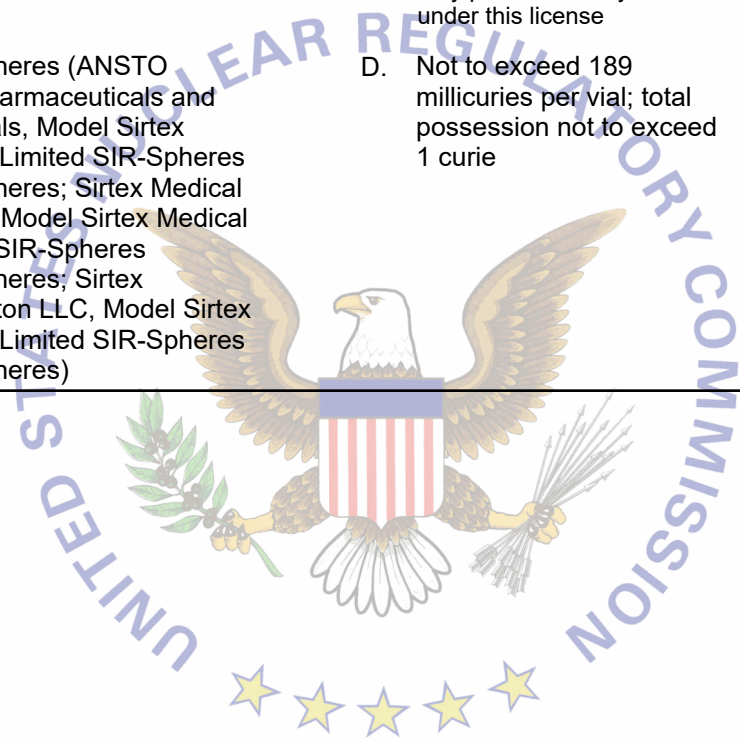 under this license
heres (ANSTO
armaceuticals and
ls, Model Sirtex
Limited SIR-Spheres
heres; Sirtex Medical
Model Sirtex Medical
SIR-Spheres
heres; Sirtex
ton LLC, Model Sirtex
Limited SIR-Spheres
heres)
D. Not to exceed 189
millicuries per vial; total
possession not to exceed
1 curie
UNITED STATES NUCLEAR REGULATORY COMMISSION